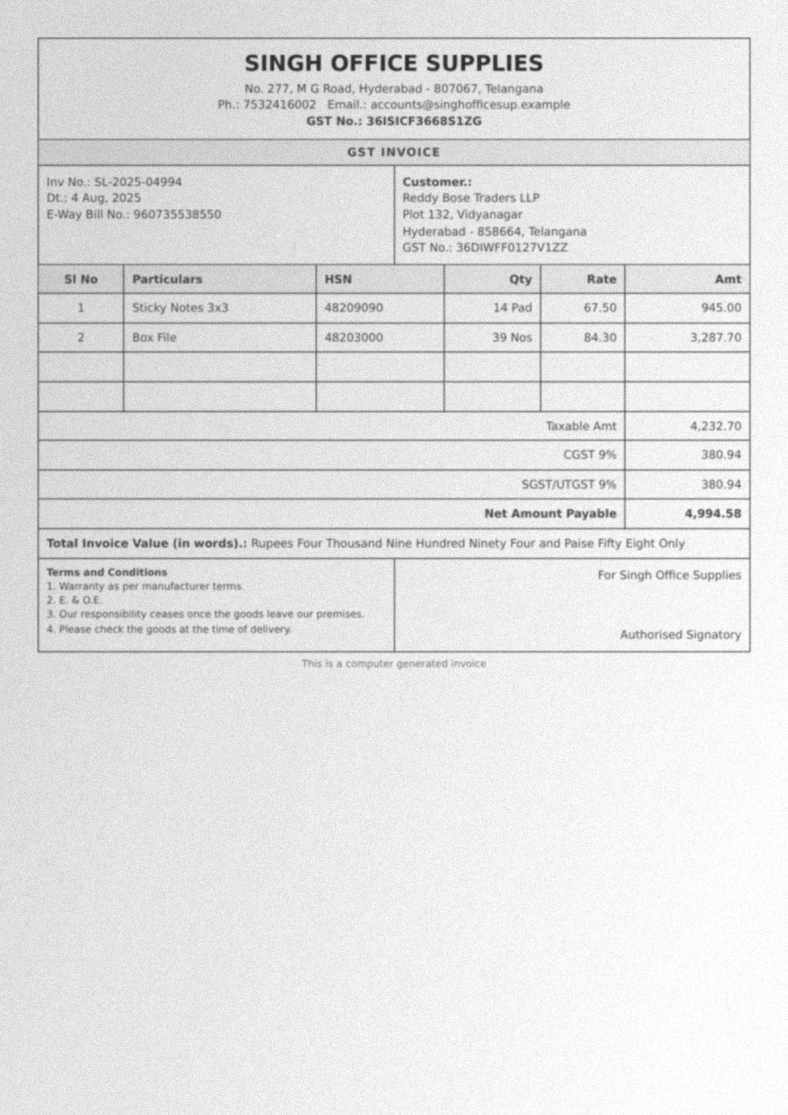 SINGH OFFICE SUPPLIES
No. 277, M G Road, Hyderabad - 807067, Telangana
Ph.: 7532416002 Email.: accounts@singhofficesup.example
GST No.: 36ISICF3668S1ZG
GST INVOICE
Inv No.: SL-2025-04994
Dt.: 4 Aug, 2025
E-Way Bill No.: 960735538550
Customer.:
Reddy Bose Traders LLP
Plot 132, Vidyanagar
Hyderabad - 858664, Telangana
GST No.: 36DIWFF0127V1ZZ
Sl No Particulars HSN Qty Rate Amt
1 Sticky Notes 3x3 48209090 14 Pad 67.50 945.00
2 Box File 48203000 39 Nos 84.30 3,287.70
Taxable Amt 4,232.70
CGST 9% 380.94
SGST/UTGST 9% 380.94
Net Amount Payable 4,994.58
Total Invoice Value (in words).: Rupees Four Thousand Nine Hundred Ninety Four and Paise Fifty Eight Only
Terms and Conditions
1. Warranty as per manufacturer terms.
2. E. & O.E.
3. Our responsibility ceases once the goods leave our premises.
4. Please check the goods at the time of delivery.
For Singh Office Supplies
Authorised Signatory
This is a computer generated invoice